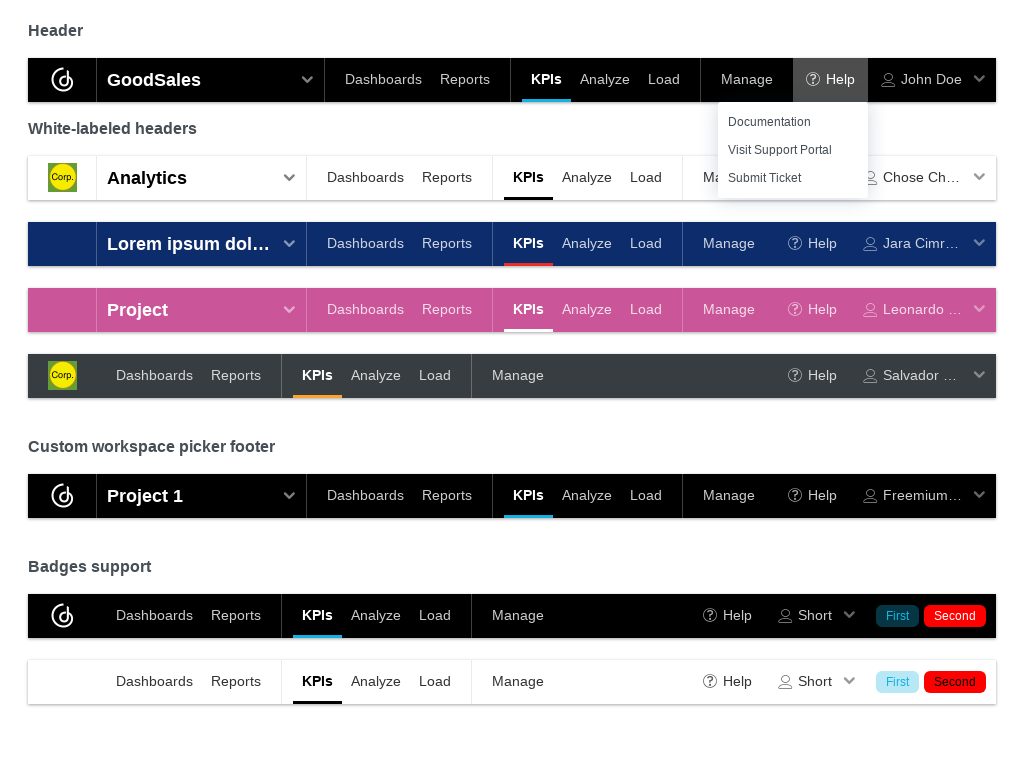 Header
GoodSales Dashboards Reports KPIs Analyze Load Manage Help John Doe
Documentation
Visit Support Portal
Submit Ticket
White-labeled headers
Corp. Analytics Dashboards Reports KPIs Analyze Load Chose Ch…
Lorem ipsum dol… Dashboards Reports KPIs Analyze Load Manage Help Jara Cimr…
Project Dashboards Reports KPIs Analyze Load Manage Help Leonardo …
Corp. Dashboards Reports KPIs Analyze Load Manage Help Salvador …
Custom workspace picker footer
Project 1 Dashboards Reports KPIs Analyze Load Manage Help Freemium…
Badges support
Dashboards Reports KPIs Analyze Load Manage Help Short First Second
Dashboards Reports KPIs Analyze Load Manage Help Short First Second